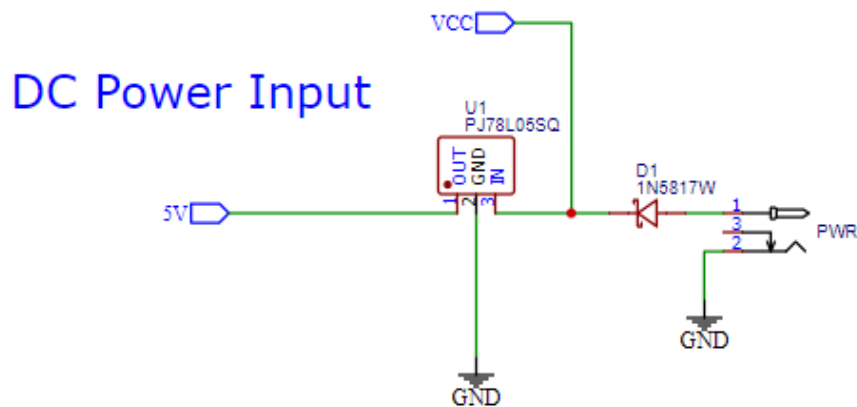 VCC
DC Power Input
U1
PJ78L05SQ
OUT
GND
IN
1
2
3
5V
D1
1N5817W
1
3
2
PWR
GND
GND